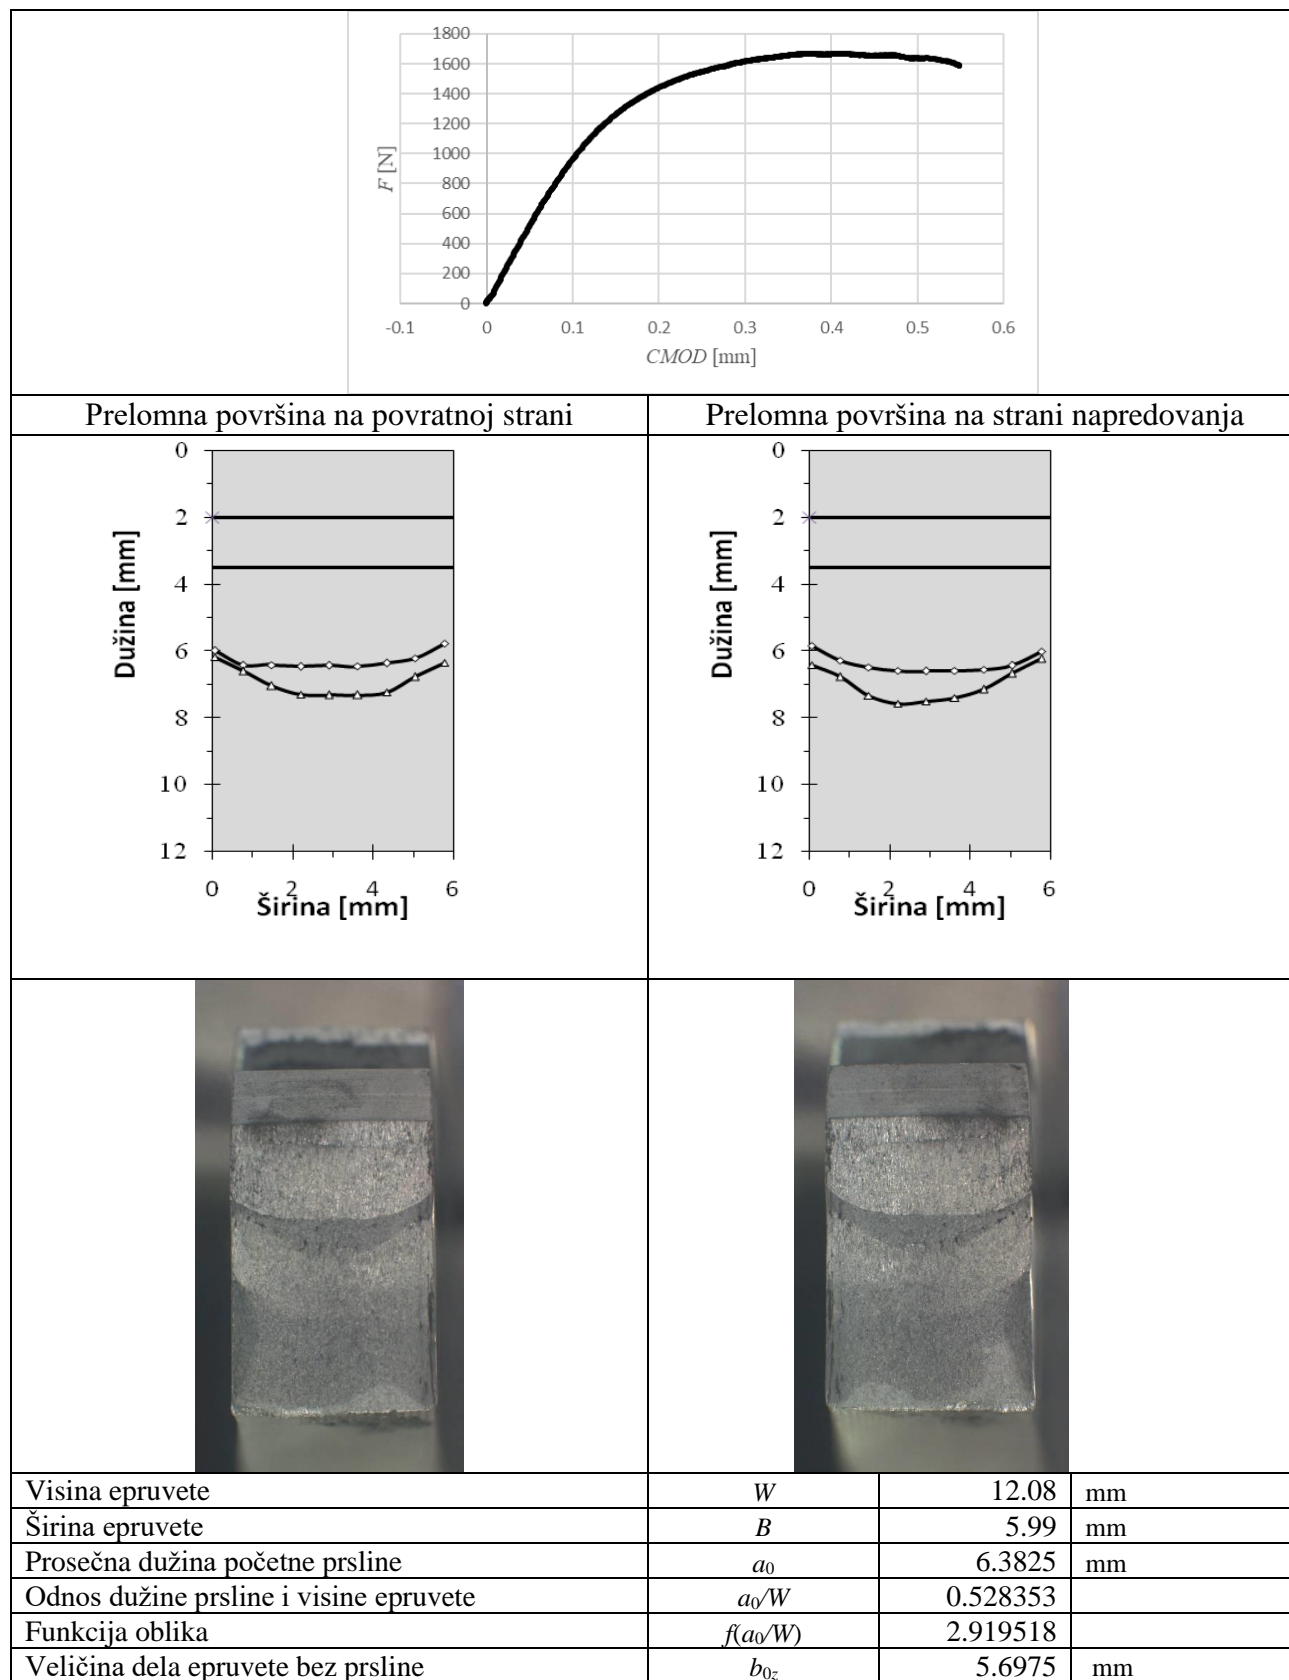 1800
1600
1400
1200
1000
800
600
400
200
0
F [N]
-0.1 0 0.1 0.2 0.3 0.4 0.5 0.6
CMOD [mm]
Prelomna površina na povratnoj strani Prelomna površina na strani napredovanja
0
2
4
6
8
10
12
Dužina [mm]
0 2 4 6
Širina [mm]
0
2
4
6
8
10
12
Dužina [mm]
0 2 4 6
Širina [mm]
Visina epruvete W 12.08 mm
Širina epruvete B 5.99 mm
Prosečna dužina početne prsline a0 6.3825 mm
Odnos dužine prsline i visine epruvete a0/W 0.528353
Funkcija oblika f(a0/W) 2.919518
Veličina dela epruvete bez prsline b0z 5.6975 mm